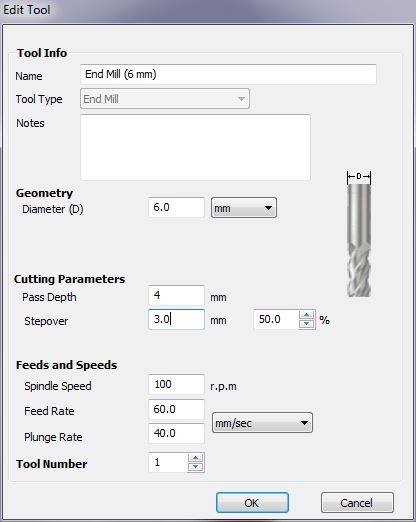 Edit Tool
Tool Info
Name End Mill (6 mm)
Tool Type End Mill
Notes
D
Geometry
Diameter (D) 6.0 mm
Cutting Parameters
Pass Depth 4 mm
Stepover 3.0 mm 50.0 %
Feeds and Speeds
Spindle Speed 100 r.p.m
Feed Rate 60.0
mm/sec
Plunge Rate 40.0
Tool Number 1
OK Cancel